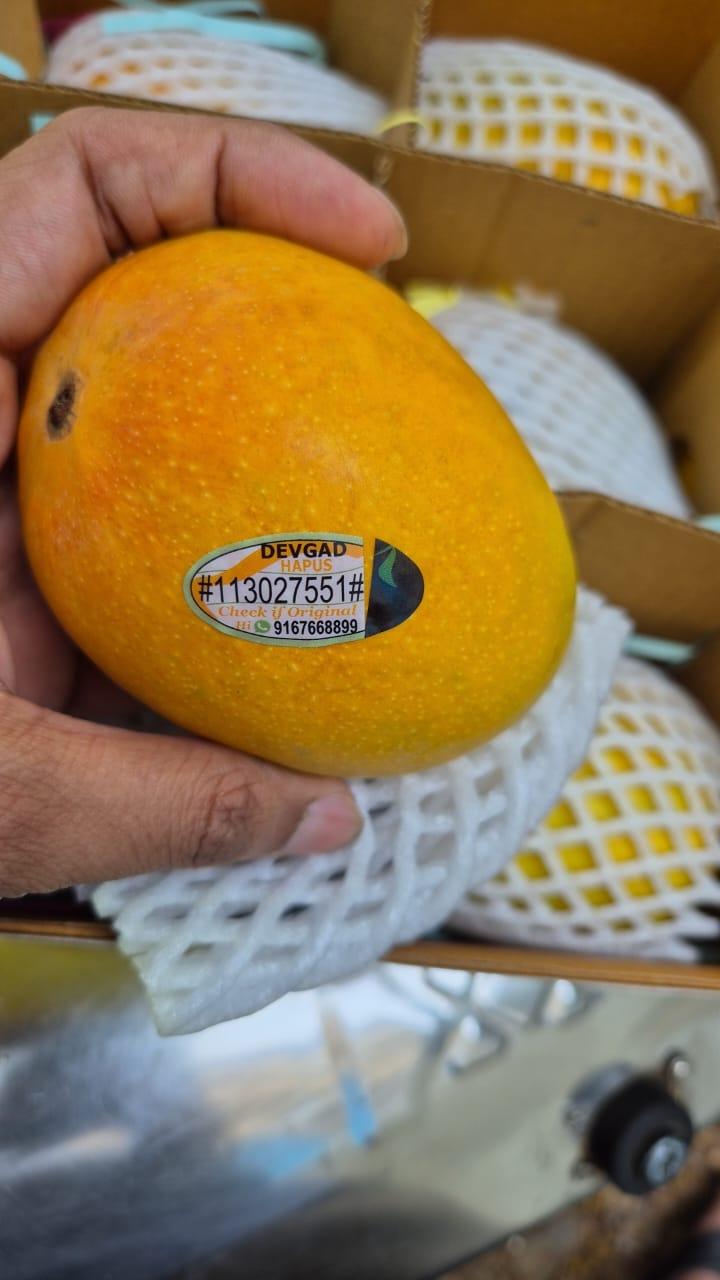 DEVGAD
HAPUS
#113027551#
Check if Original
Hi 9167668899